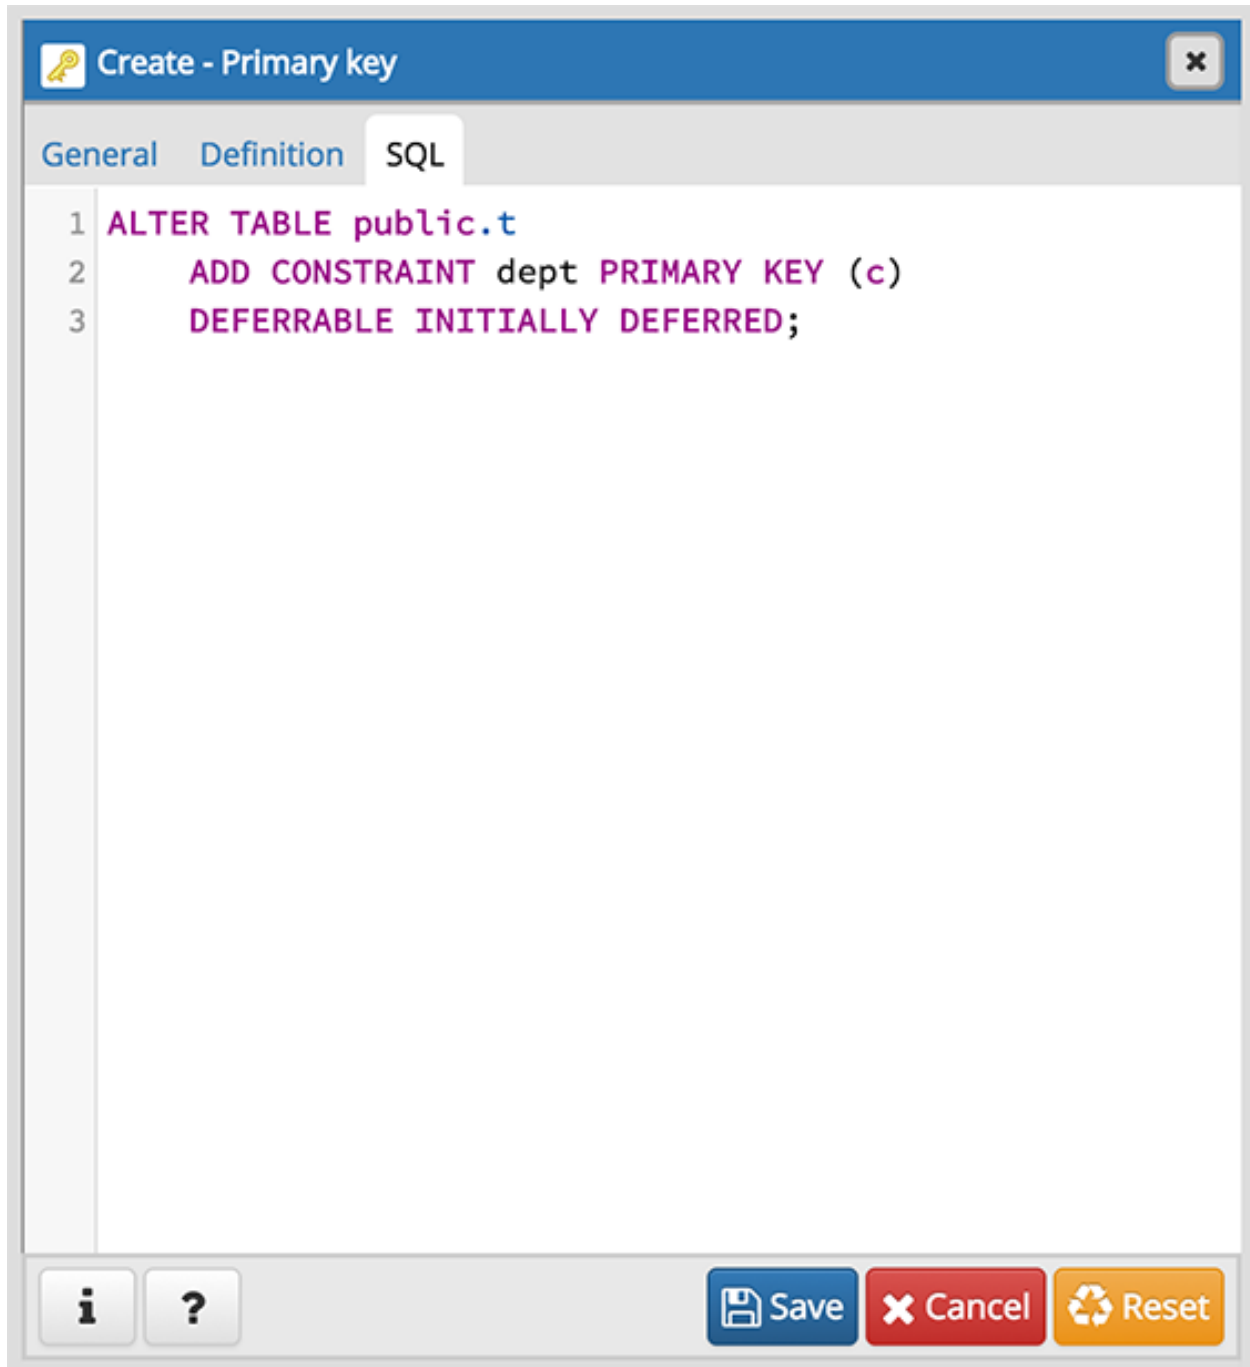 Create - Primary key
General Definition SQL
1 ALTER TABLE public.t
2 ADD CONSTRAINT dept PRIMARY KEY (c)
3 DEFERRABLE INITIALLY DEFERRED;
i ? Save Cancel Reset